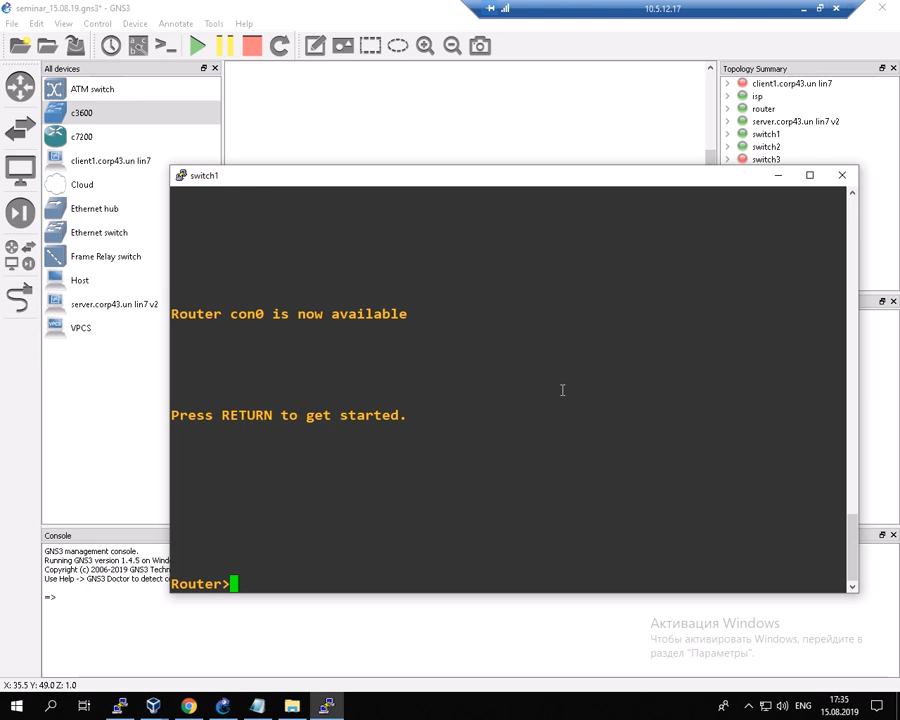 seminar_15.08.19.gns3* - GNS3
10.5.12.17
File Edit View Control Device Annotate Tools Help
All devices
ATM switch
c3600
c7200
client1.corp43.un lin7
Cloud
Ethernet hub
Ethernet switch
Frame Relay switch
Host
server.corp43.un lin7 v2
VPCS
Topology Summary
client1.corp43.un lin7
isp
router
server.corp43.un lin7 v2
switch1
switch2
switch3
switch1
Router con0 is now available
Press RETURN to get started.
Router>
Console
GNS3 management console.
Running GNS3 version 1.4.5 on Wind
Copyright (c) 2006-2019 GNS3 Techn
Use Help -> GNS3 Doctor to detect c
=>
Активация Windows
Чтобы активировать Windows, перейдите в
раздел "Параметры".
X: 35.5 Y: 49.0 Z: 1.0
ENG
17:35
15.08.2019